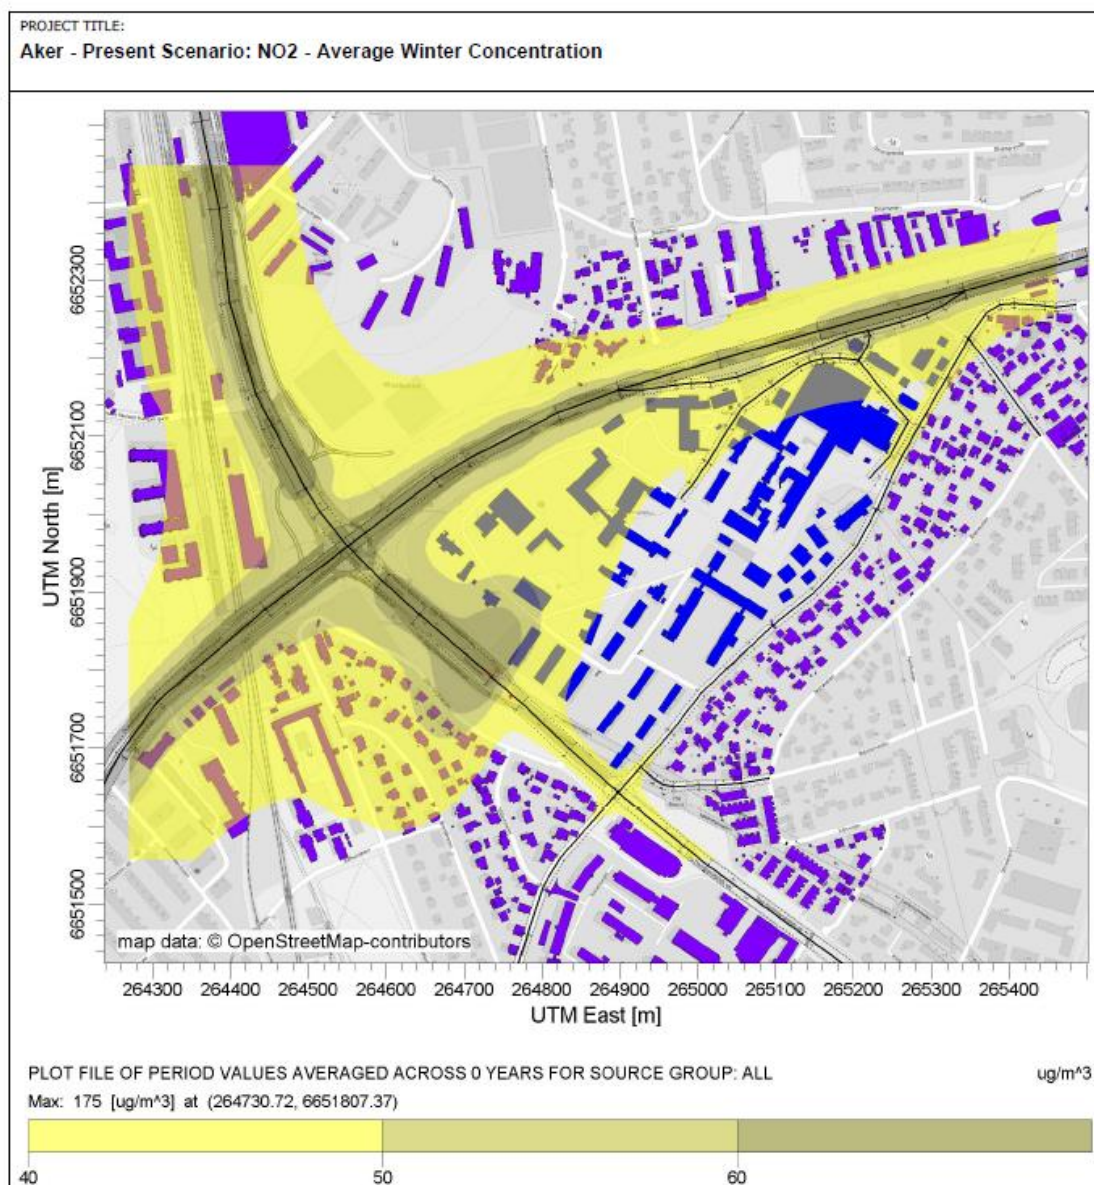 PROJECT TITLE:
Aker - Present Scenario: NO2 - Average Winter Concentration
UTM North [m]
6652300
6652100
6651900
6651700
6651500
map data: © OpenStreetMap-contributors
264300 264400 264500 264600 264700 264800 264900 265000 265100 265200 265300 265400
UTM East [m]
PLOT FILE OF PERIOD VALUES AVERAGED ACROSS 0 YEARS FOR SOURCE GROUP: ALL ug/m^3
Max: 175 [ug/m^3] at (264730.72, 6651807.37)
40 50 60